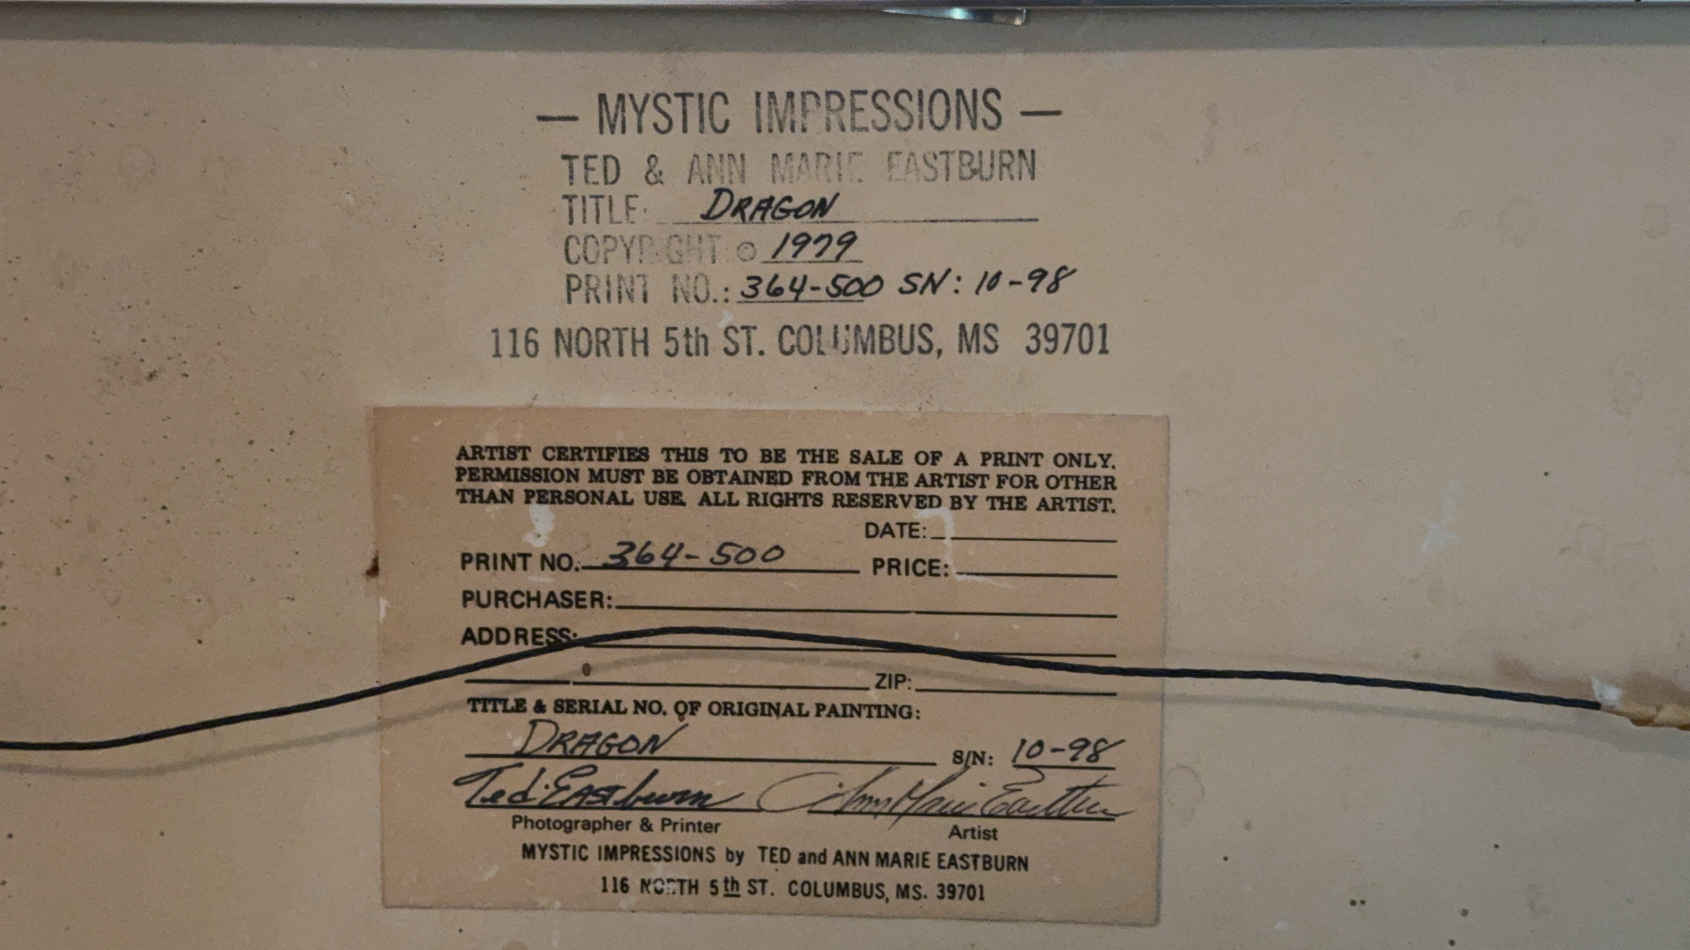 — MYSTIC IMPRESSIONS —
TED & ANN MARIE EASTBURN
TITLE: DRAGON
COPYRIGHT © 1979
PRINT NO.: 364-500 SN: 10-98
116 NORTH 5th ST. COLUMBUS, MS 39701
ARTIST CERTIFIES THIS TO BE THE SALE OF A PRINT ONLY.
PERMISSION MUST BE OBTAINED FROM THE ARTIST FOR OTHER
THAN PERSONAL USE. ALL RIGHTS RESERVED BY THE ARTIST.
DATE:
PRINT NO. 364-500 PRICE:
PURCHASER:
ADDRESS:
ZIP:
TITLE & SERIAL NO. OF ORIGINAL PAINTING:
DRAGON S/N: 10-98
Ted Eastburn Ann Marie Eastburn
Photographer & Printer Artist
MYSTIC IMPRESSIONS by TED and ANN MARIE EASTBURN
116 NORTH 5th ST. COLUMBUS, MS. 39701